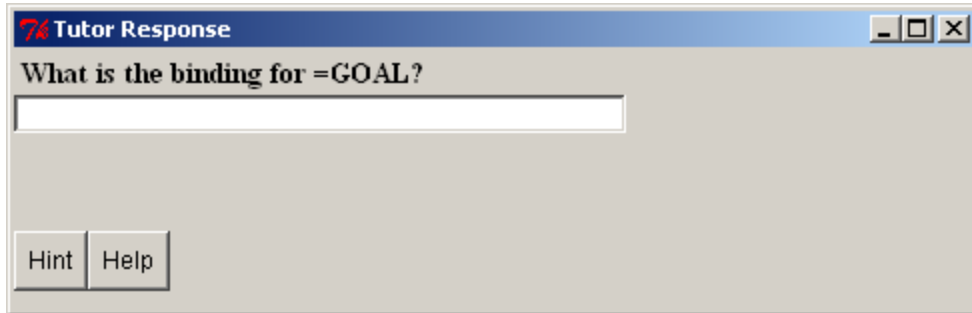 Tutor Response
What is the binding for =GOAL?
Hint Help